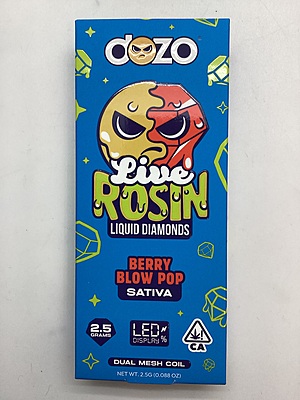 dozo
Live
ROSIN
LIQUID DIAMONDS
BERRY
BLOW POP
SATIVA
2.5
GRAMS
LED
DISPLAY %
CA
DUAL MESH COIL
NET WT. 2.5G (0.088 OZ)